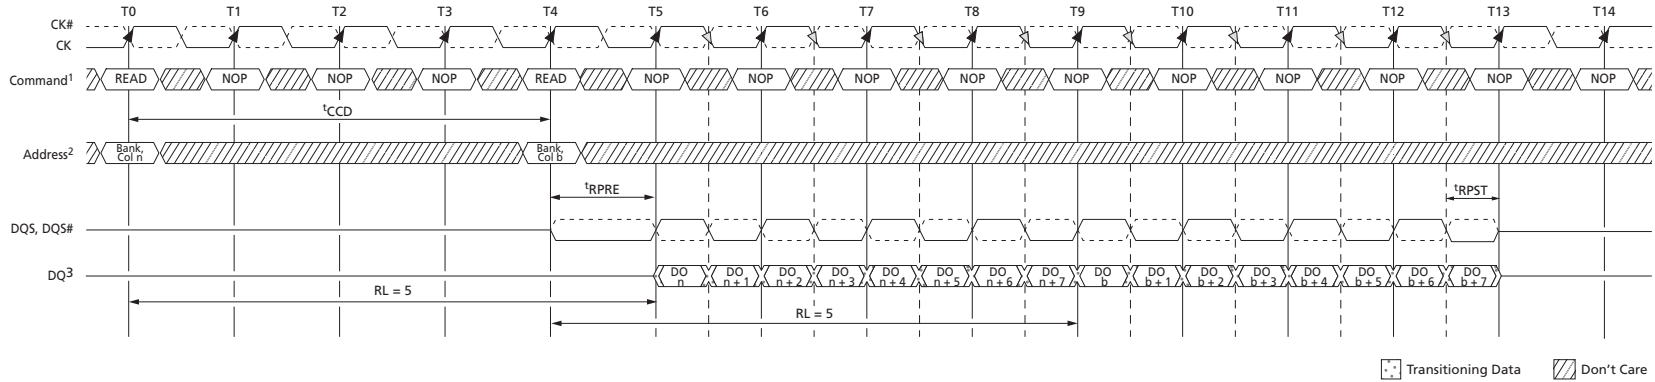 T0 T1 T2 T3 T4 T5 T6 T7 T8 T9 T10 T11 T12 T13 T14
CK#
CK
Command1 READ NOP NOP NOP READ NOP NOP NOP NOP NOP NOP NOP NOP NOP NOP
tCCD
Address2 Bank, Col n Bank, Col b
tRPRE tRPST
DQS, DQS#
DQ3 DO n DO n + 1 DO n + 2 DO n + 3 DO n + 4 DO n + 5 DO n + 6 DO n + 7 DO b DO b + 1 DO b + 2 DO b + 3 DO b + 4 DO b + 5 DO b + 6 DO b + 7
RL = 5
RL = 5
Transitioning Data Don't Care